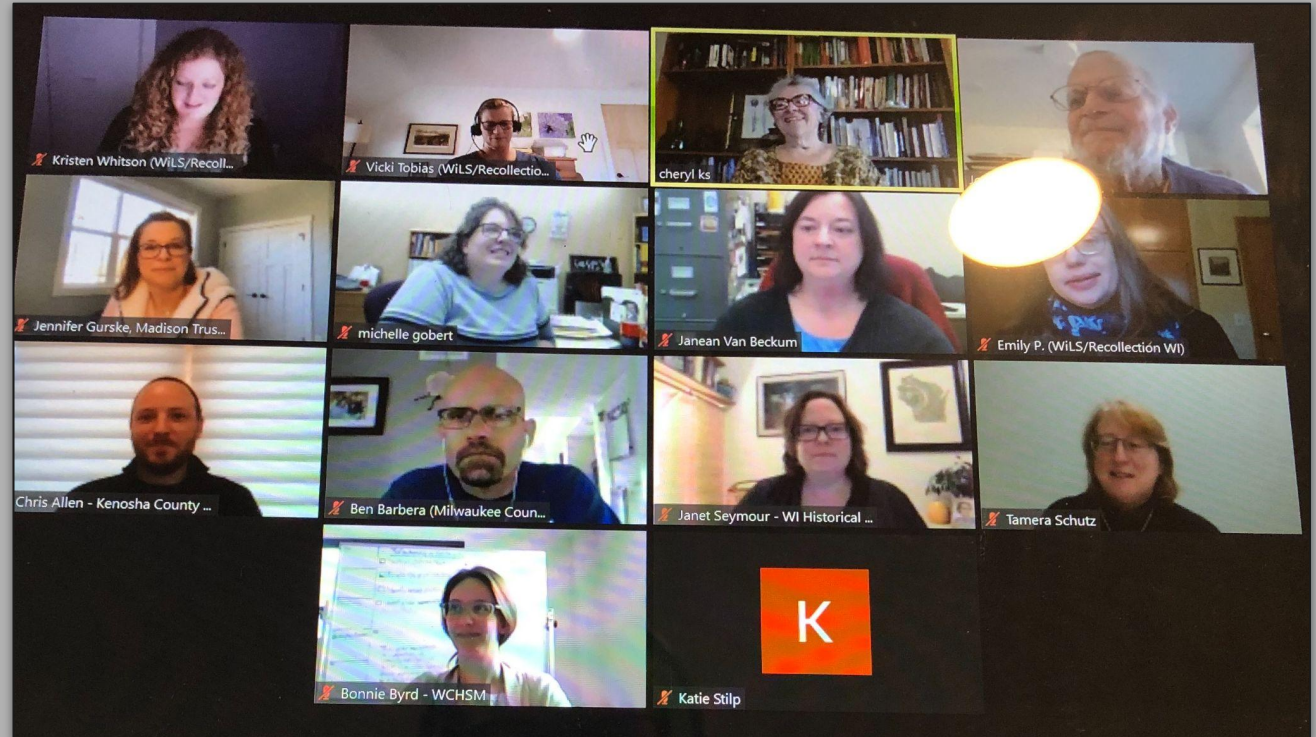 Kristen Whitson (WiLS/Recoll...
Vicki Tobias (WiLS/Recollectio...
cheryl ks
Jennifer Gurske, Madison Trus...
michelle gobert
Janean Van Beckum
Emily P. (WiLS/Recollection WI)
Chris Allen - Kenosha County ...
Ben Barbera (Milwaukee Coun...
Janet Seymour - WI Historical ...
Tamera Schutz
Bonnie Byrd - WCHSM
K
Katie Stilp